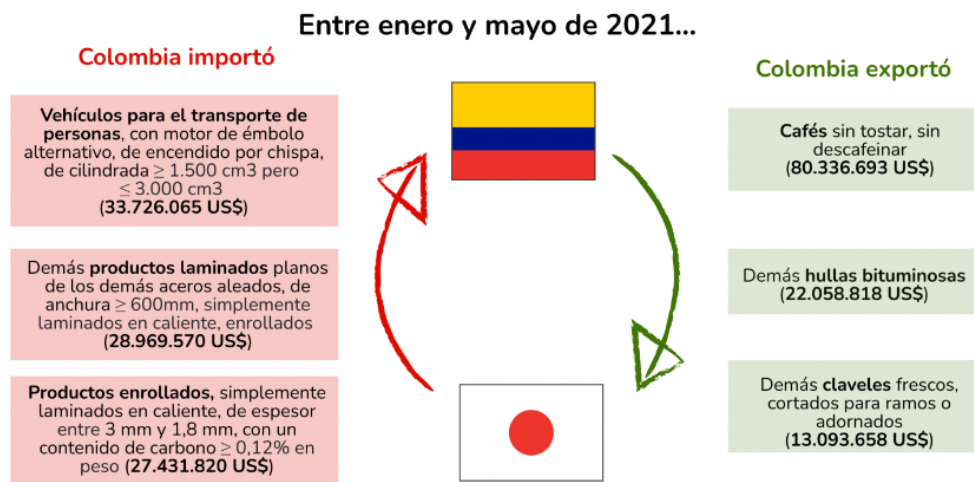 Entre enero y mayo de 2021...
Colombia importó
Vehículos para el transporte de
personas, con motor de émbolo
alternativo, de encendido por chispa,
de cilindrada ≥ 1.500 cm3 pero
≤ 3.000 cm3
(33.726.065 US$)
Demás productos laminados planos
de los demás aceros aleados, de
anchura ≥ 600mm, simplemente
laminados en caliente, enrollados
(28.969.570 US$)
Productos enrollados, simplemente
laminados en caliente, de espesor
entre 3 mm y 1,8 mm, con un
contenido de carbono ≥ 0,12% en
peso (27.431.820 US$)
Colombia exportó
Cafés sin tostar, sin
descafeinar
(80.336.693 US$)
Demás hullas bituminosas
(22.058.818 US$)
Demás claveles frescos,
cortados para ramos o
adornados
(13.093.658 US$)